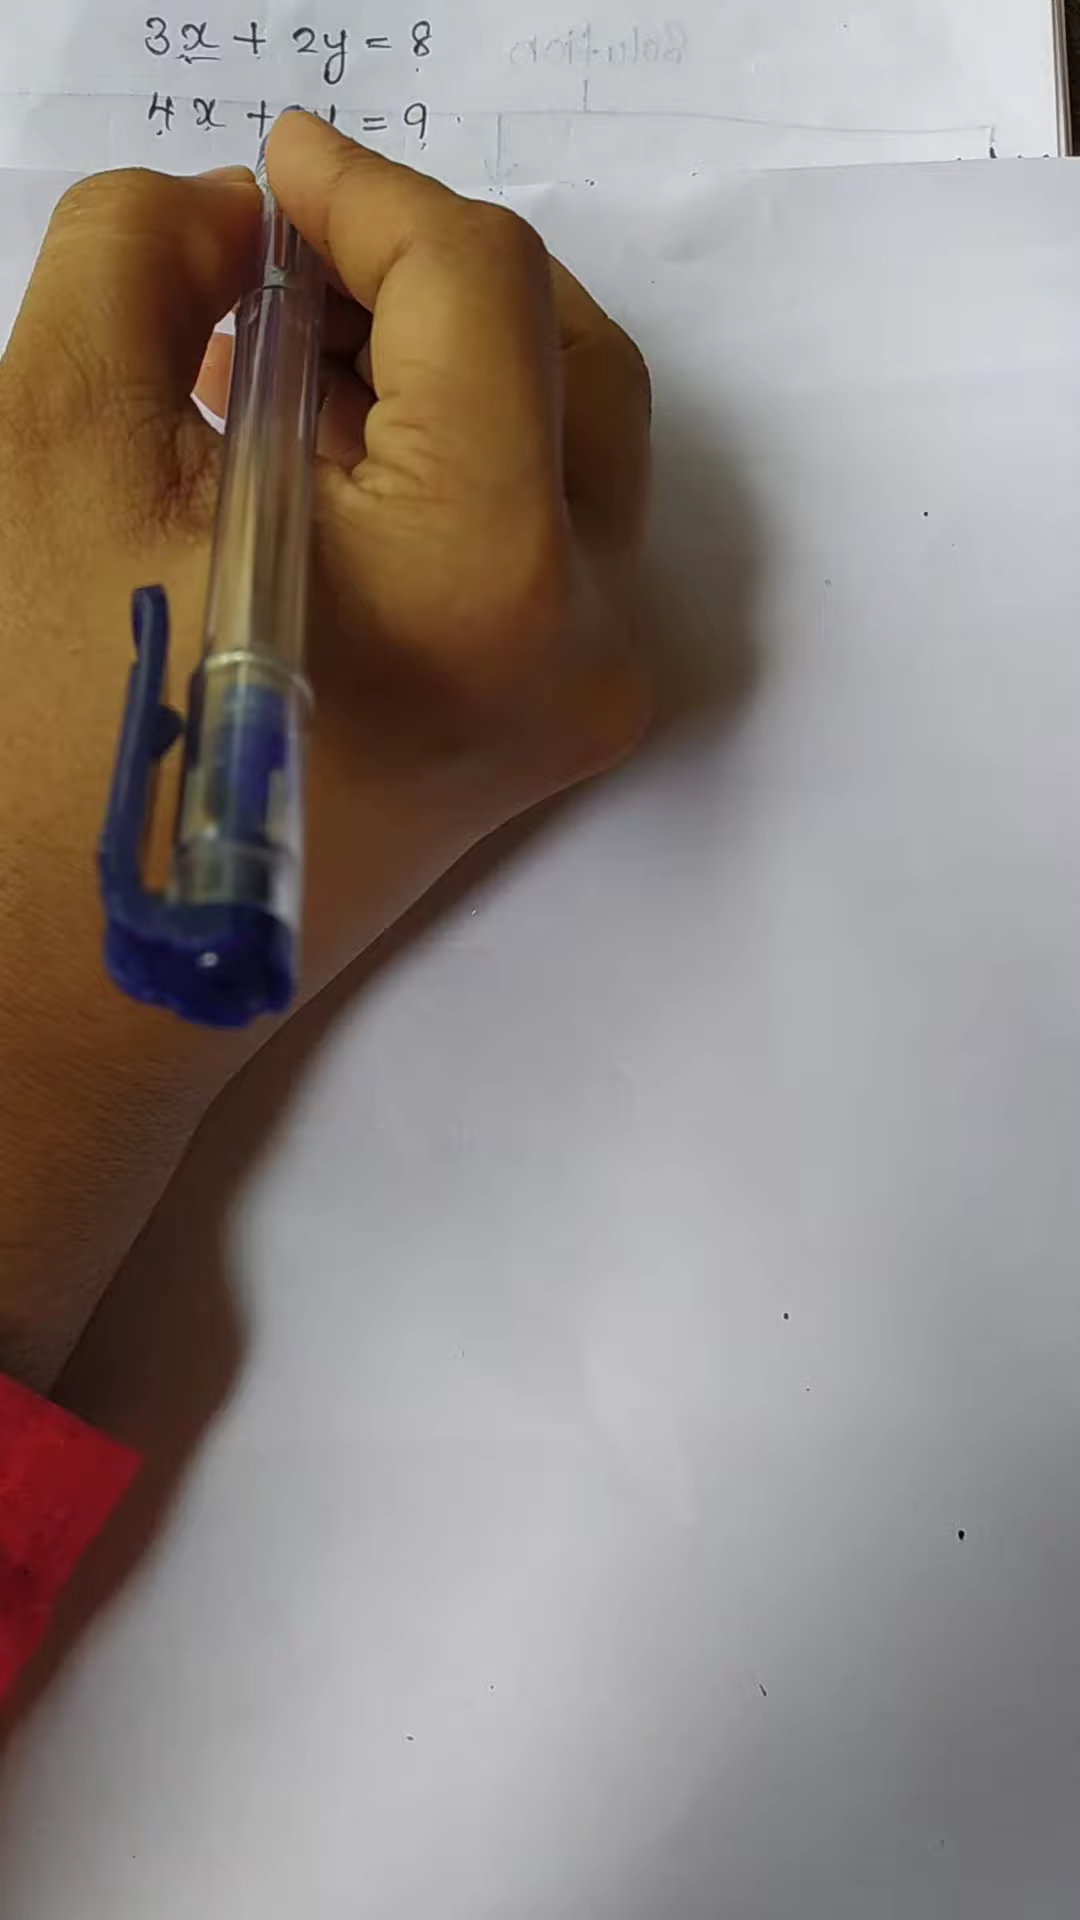 3x + 2y = 8
4x + y = 9